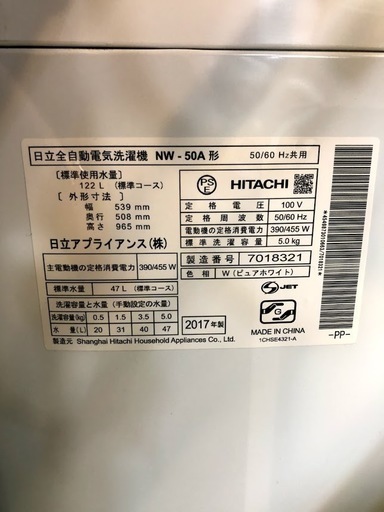 日立全自動電気洗濯機 NW-50A 形 50/60 Hz共用
〔標準使用水量〕
122 L (標準コース)
〔外形寸法〕
幅 539 mm
奥行 508 mm
高さ 965 mm
日立アプライアンス(株)
PS
E
HITACHI
定格電圧 100 V
定格周波数 50/60 Hz
電動機の定格消費電力 390/455 W
標準洗濯容量 5.0kg
製造番号 7018321
色相 W(ピュアホワイト)
主電動機の定格消費電力 390/455 W
標準水量 47 L (標準コース)
洗濯容量と水量(手動設定の水量)
洗濯容量(kg) 0.5 1.5 3.5 5.0
水量(L) 20 31 40 47
2017年製
S JET
G
MADE IN CHINA
1CHSE4321-A
製造元 Shanghai Hitachi Household Appliances Co., Ltd.
-PP-